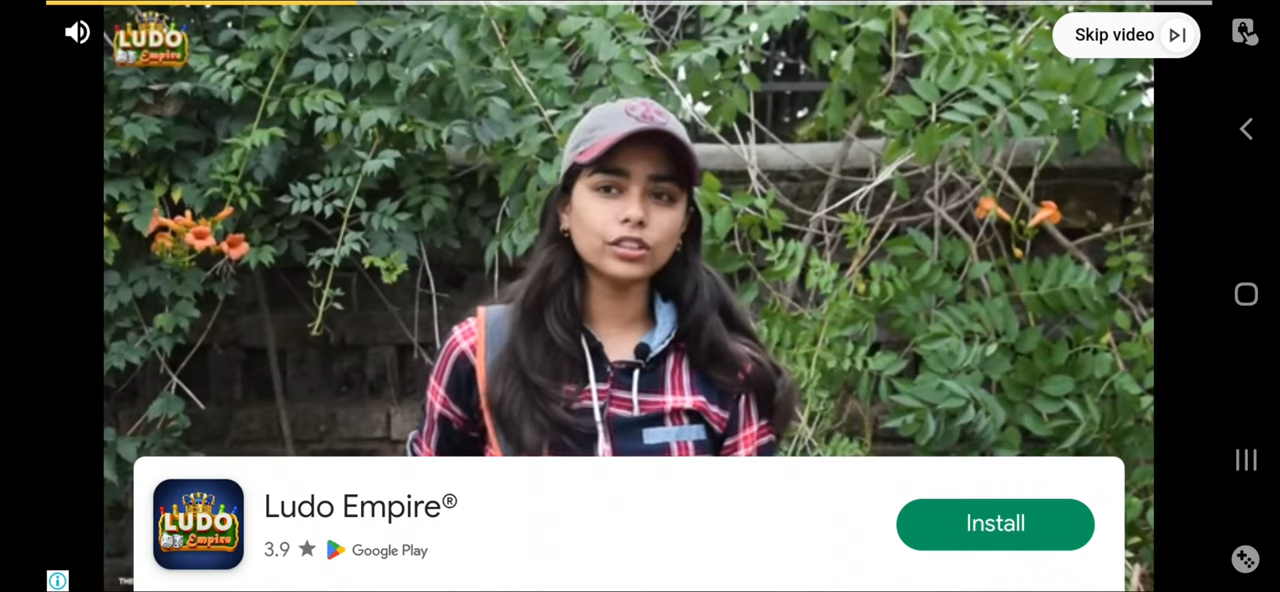 LUDO
Empire
Skip video
LUDO
Empire
Ludo Empire®
3.9 ★ Google Play
Install